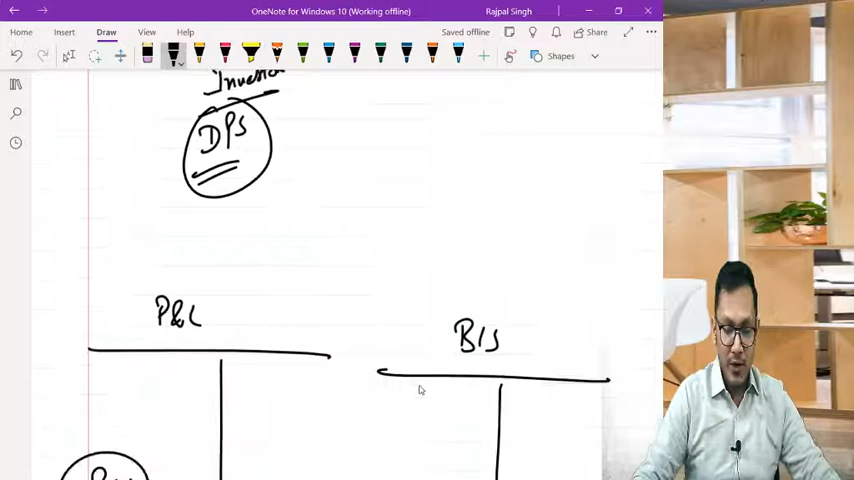 OneNote for Windows 10 (Working offline)
Rajpal Singh
Home Insert Draw View Help
Saved offline
Share
Shapes
DPS
P&L
B/S